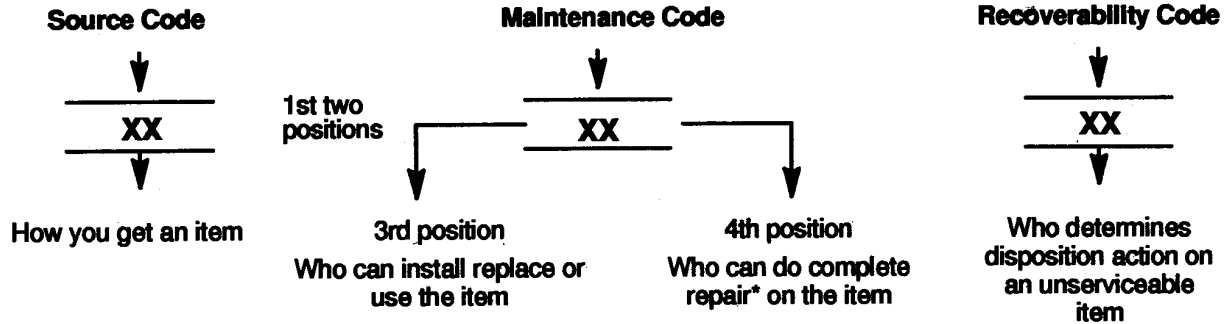 Source Code
Maintenance Code
Recoverability Code
XX
1st two
positions
XX
XX
How you get an item
3rd position
Who can install replace or
use the item
4th position
Who can do complete
repair* on the item
Who determines
disposition action on
an unserviceable
item